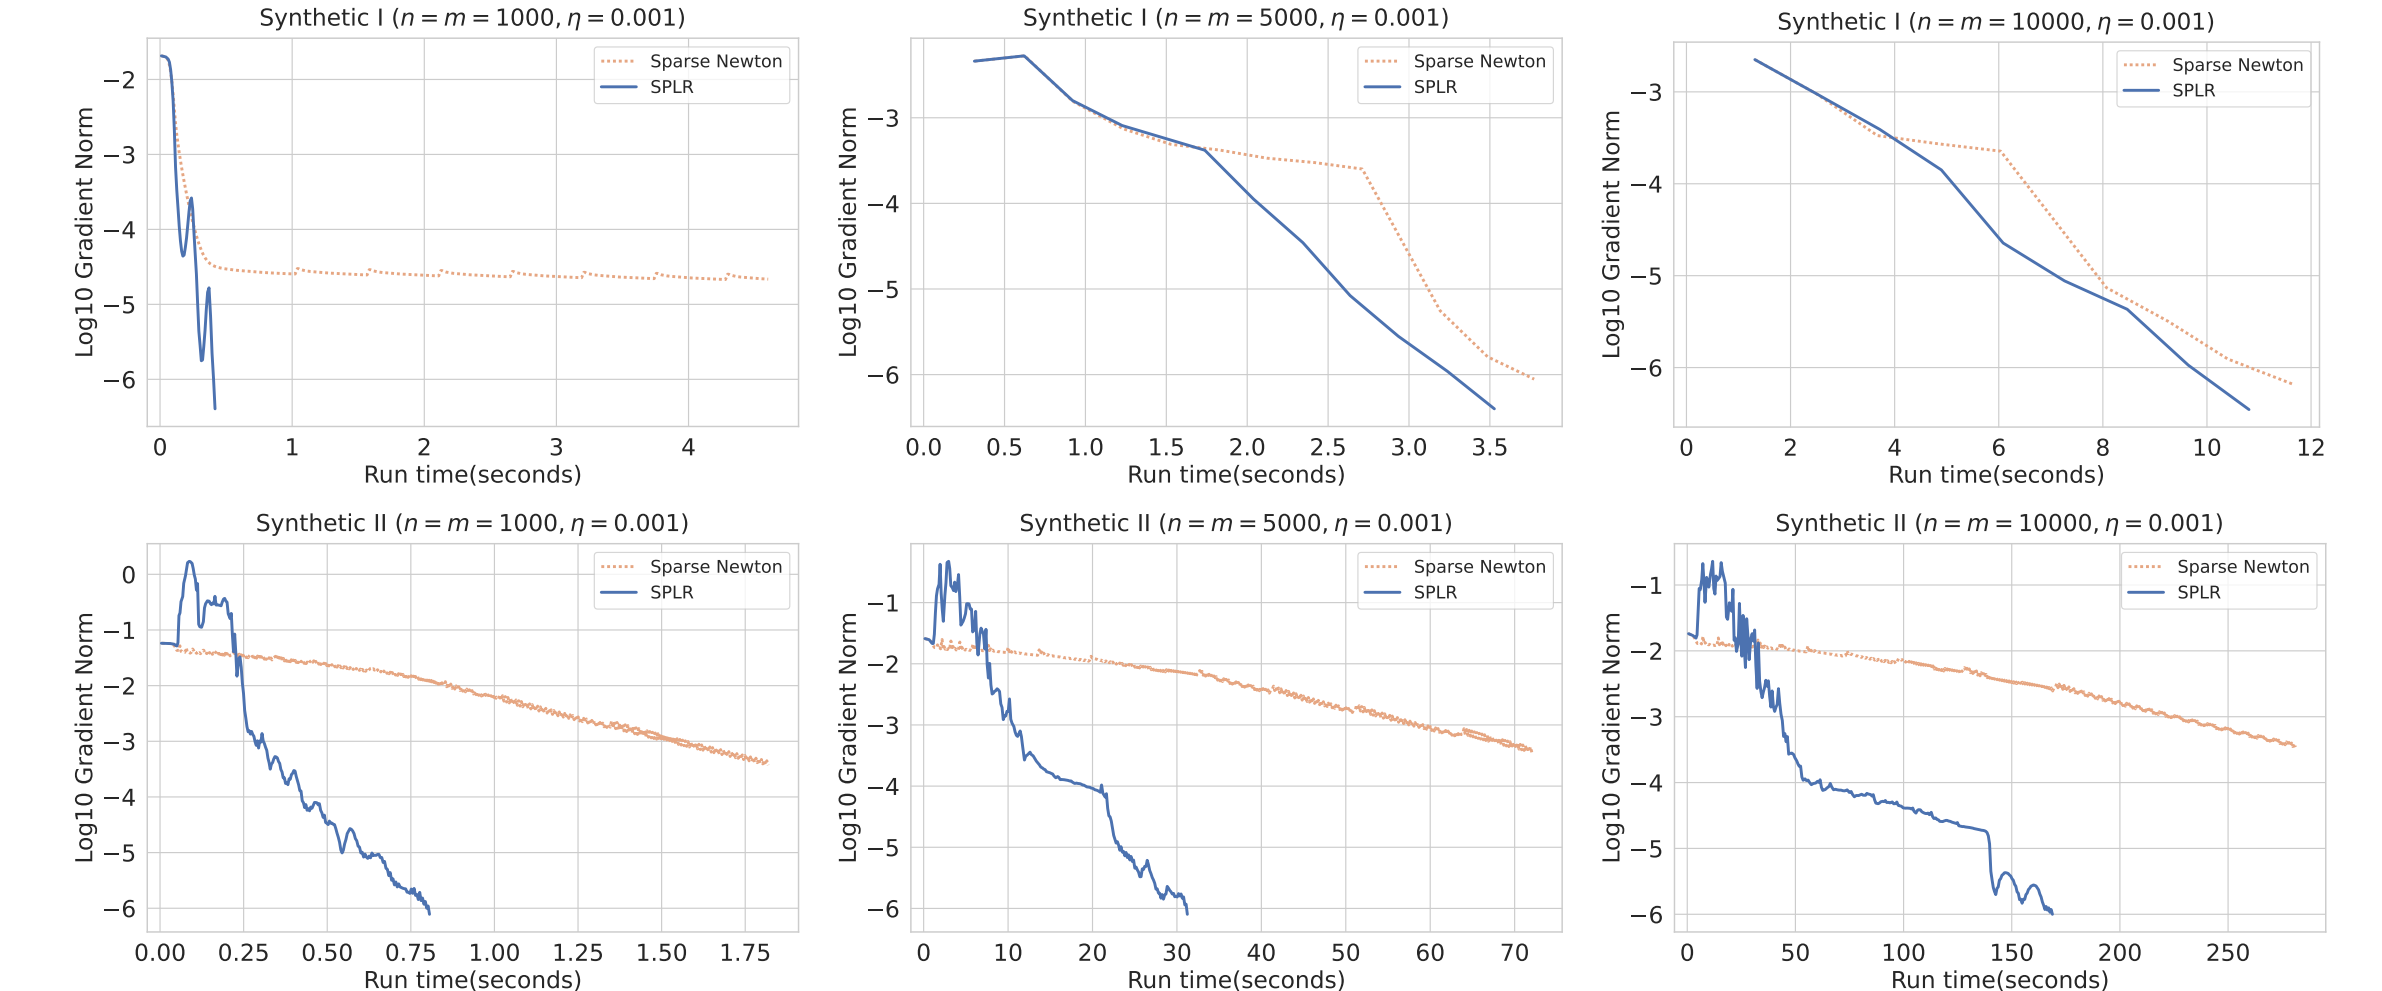 Synthetic I (n = m = 1000, η = 0.001)
Log10 Gradient Norm
−2
−3
−4
−5
−6
Sparse Newton
SPLR
0 1 2 3 4
Run time(seconds)
Synthetic I (n = m = 5000, η = 0.001)
Log10 Gradient Norm
−3
−4
−5
−6
Sparse Newton
SPLR
0.0 0.5 1.0 1.5 2.0 2.5 3.0 3.5
Run time(seconds)
Synthetic I (n = m = 10000, η = 0.001)
Log10 Gradient Norm
−3
−4
−5
−6
Sparse Newton
SPLR
0 2 4 6 8 10 12
Run time(seconds)
Synthetic II (n = m = 1000, η = 0.001)
Log10 Gradient Norm
0
−1
−2
−3
−4
−5
−6
Sparse Newton
SPLR
0.00 0.25 0.50 0.75 1.00 1.25 1.50 1.75
Run time(seconds)
Synthetic II (n = m = 5000, η = 0.001)
Log10 Gradient Norm
−1
−2
−3
−4
−5
−6
Sparse Newton
SPLR
0 10 20 30 40 50 60 70
Run time(seconds)
Synthetic II (n = m = 10000, η = 0.001)
Log10 Gradient Norm
−1
−2
−3
−4
−5
−6
Sparse Newton
SPLR
0 50 100 150 200 250
Run time(seconds)